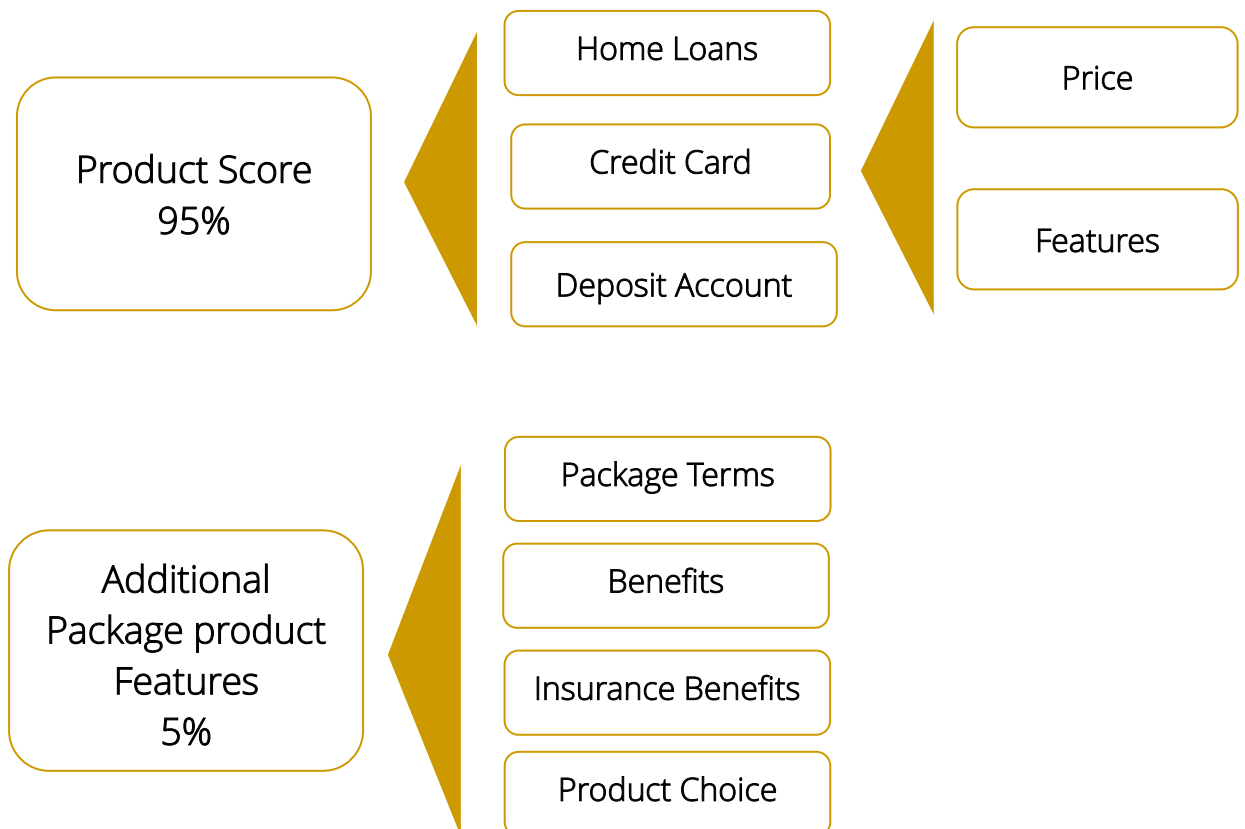 Home Loans
Price
Product Score
95%
Credit Card
Features
Deposit Account
Package Terms
Additional
Package product
Features
5%
Benefits
Insurance Benefits
Product Choice